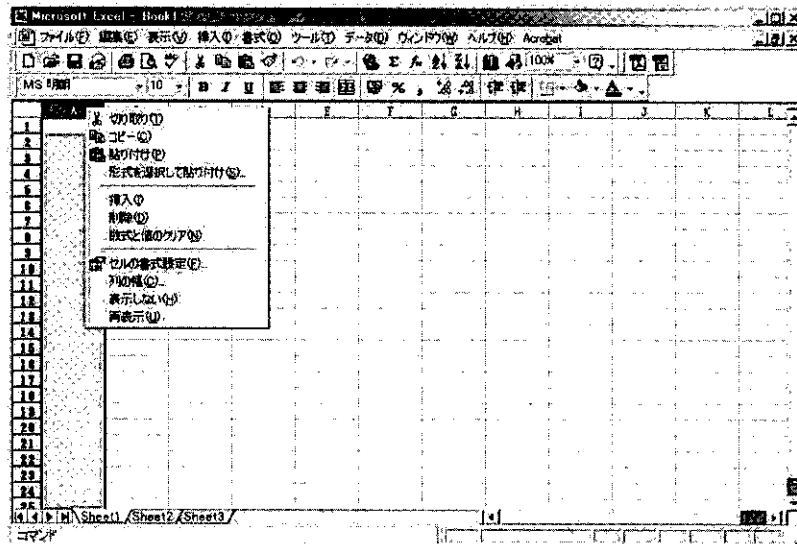 Microsoft Excel - Book1
ファイル(F) 編集(E) 表示(V) 挿入(I) 書式(O) ツール(T) データ(D) ウィンドウ(W) ヘルプ(H) Acrobat
100%
MS 明朝 10 B I U % ,
A E F G H I J K L
切り取り(T)
コピー(C)
貼り付け(P)
形式を選択して貼り付け(S)...
挿入(I)
削除(D)
数式と値のクリア(N)
セルの書式設定(F)...
列の幅(C)...
表示しない(H)
再表示(U)
1
2
3
4
5
6
7
8
9
10
11
12
13
14
15
16
17
18
19
20
21
22
23
24
25
Sheet1 Sheet2 Sheet3
コマンド